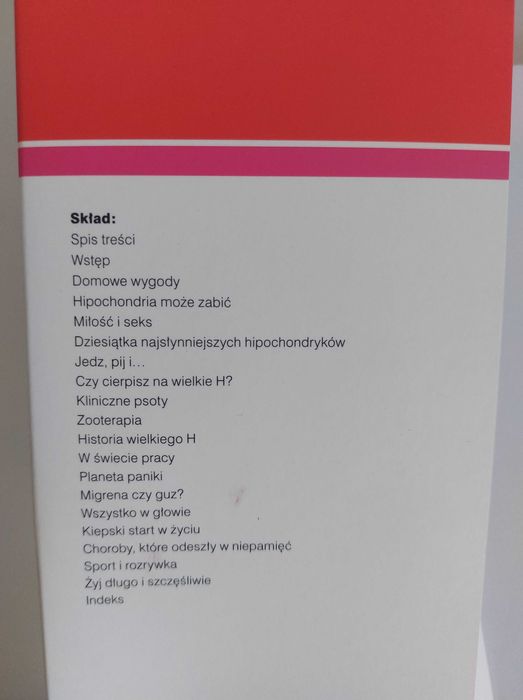 Skład:
Spis treści
Wstęp
Domowe wygody
Hipochondria może zabić
Miłość i seks
Dziesiątka najsłynniejszych hipochondryków
Jedz, pij i...
Czy cierpisz na wielkie H?
Kliniczne psoty
Zooterapia
Historia wielkiego H
W świecie pracy
Planeta paniki
Migrena czy guz?
Wszystko w głowie
Kiepski start w życiu
Choroby, które odeszły w niepamięć
Sport i rozrywka
Żyj długo i szczęśliwie
Indeks